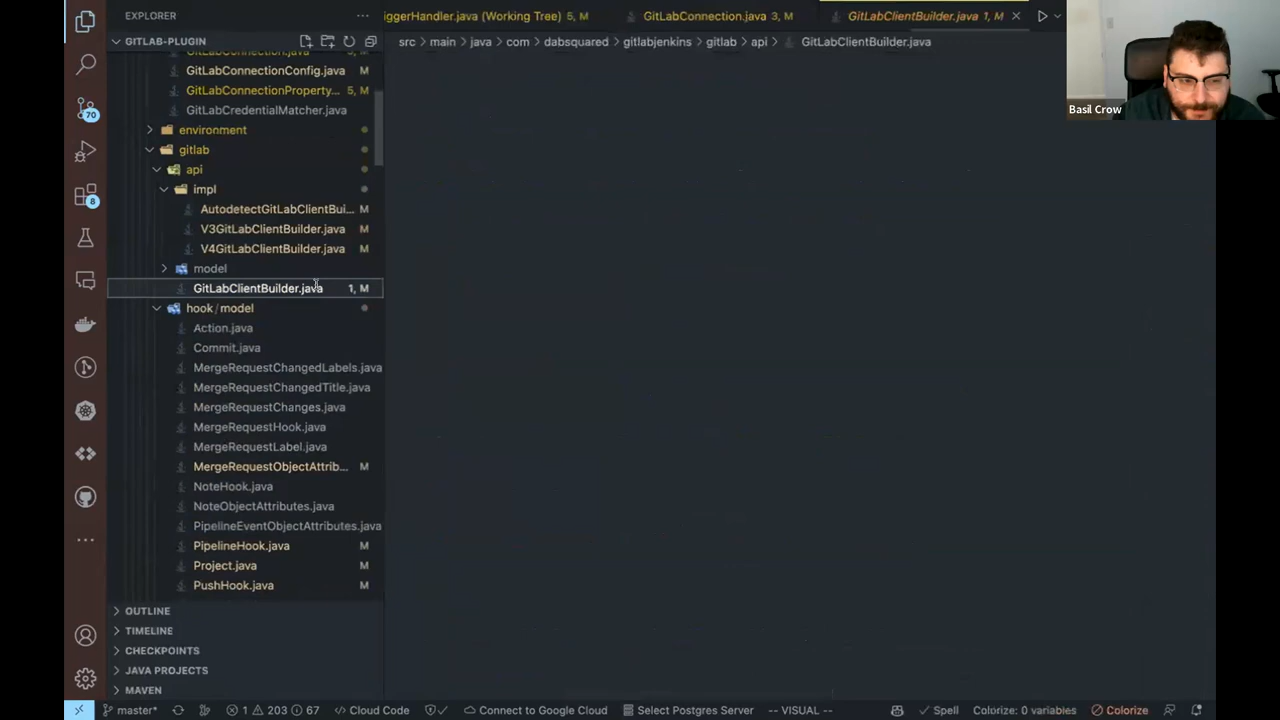 EXPLORER
iggerHandler.java (Working Tree) 5, M
GitLabConnection.java 3, M
GitLabClientBuilder.java 1, M
GITLAB-PLUGIN
src > main > java > com > dabsquared > gitlabjenkins > gitlab > api > GitLabClientBuilder.java
GitLabConnection.java
GitLabConnectionConfig.java M
GitLabConnectionProperty... 5, M
GitLabCredentialMatcher.java
environment
gitlab
api
impl
AutodetectGitLabClientBui... M
V3GitLabClientBuilder.java M
V4GitLabClientBuilder.java M
model
GitLabClientBuilder.java 1, M
hook / model
Action.java
Commit.java
MergeRequestChangedLabels.java
MergeRequestChangedTitle.java
MergeRequestChanges.java
MergeRequestHook.java
MergeRequestLabel.java
MergeRequestObjectAttrib... M
NoteHook.java
NoteObjectAttributes.java
PipelineEventObjectAttributes.java
PipelineHook.java M
Project.java M
PushHook.java M
OUTLINE
TIMELINE
CHECKPOINTS
JAVA PROJECTS
MAVEN
70
8
Basil Crow
master* 1 203 67 Cloud Code Connect to Google Cloud Select Postgres Server -- VISUAL -- Spell Colorize: 0 variables Colorize